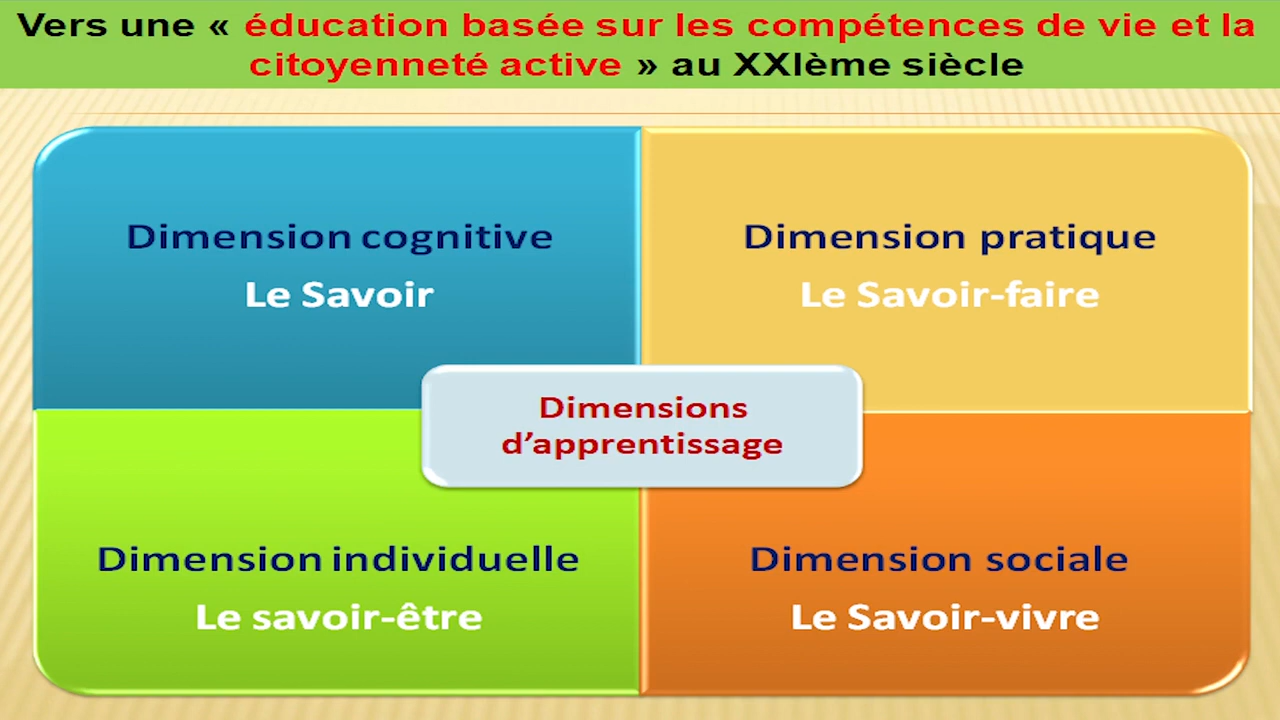 Vers une « éducation basée sur les compétences de vie et la
citoyenneté active » au XXIème siècle
Dimension cognitive
Le Savoir
Dimension pratique
Le Savoir-faire
Dimensions
d’apprentissage
Dimension individuelle
Le savoir-être
Dimension sociale
Le Savoir-vivre